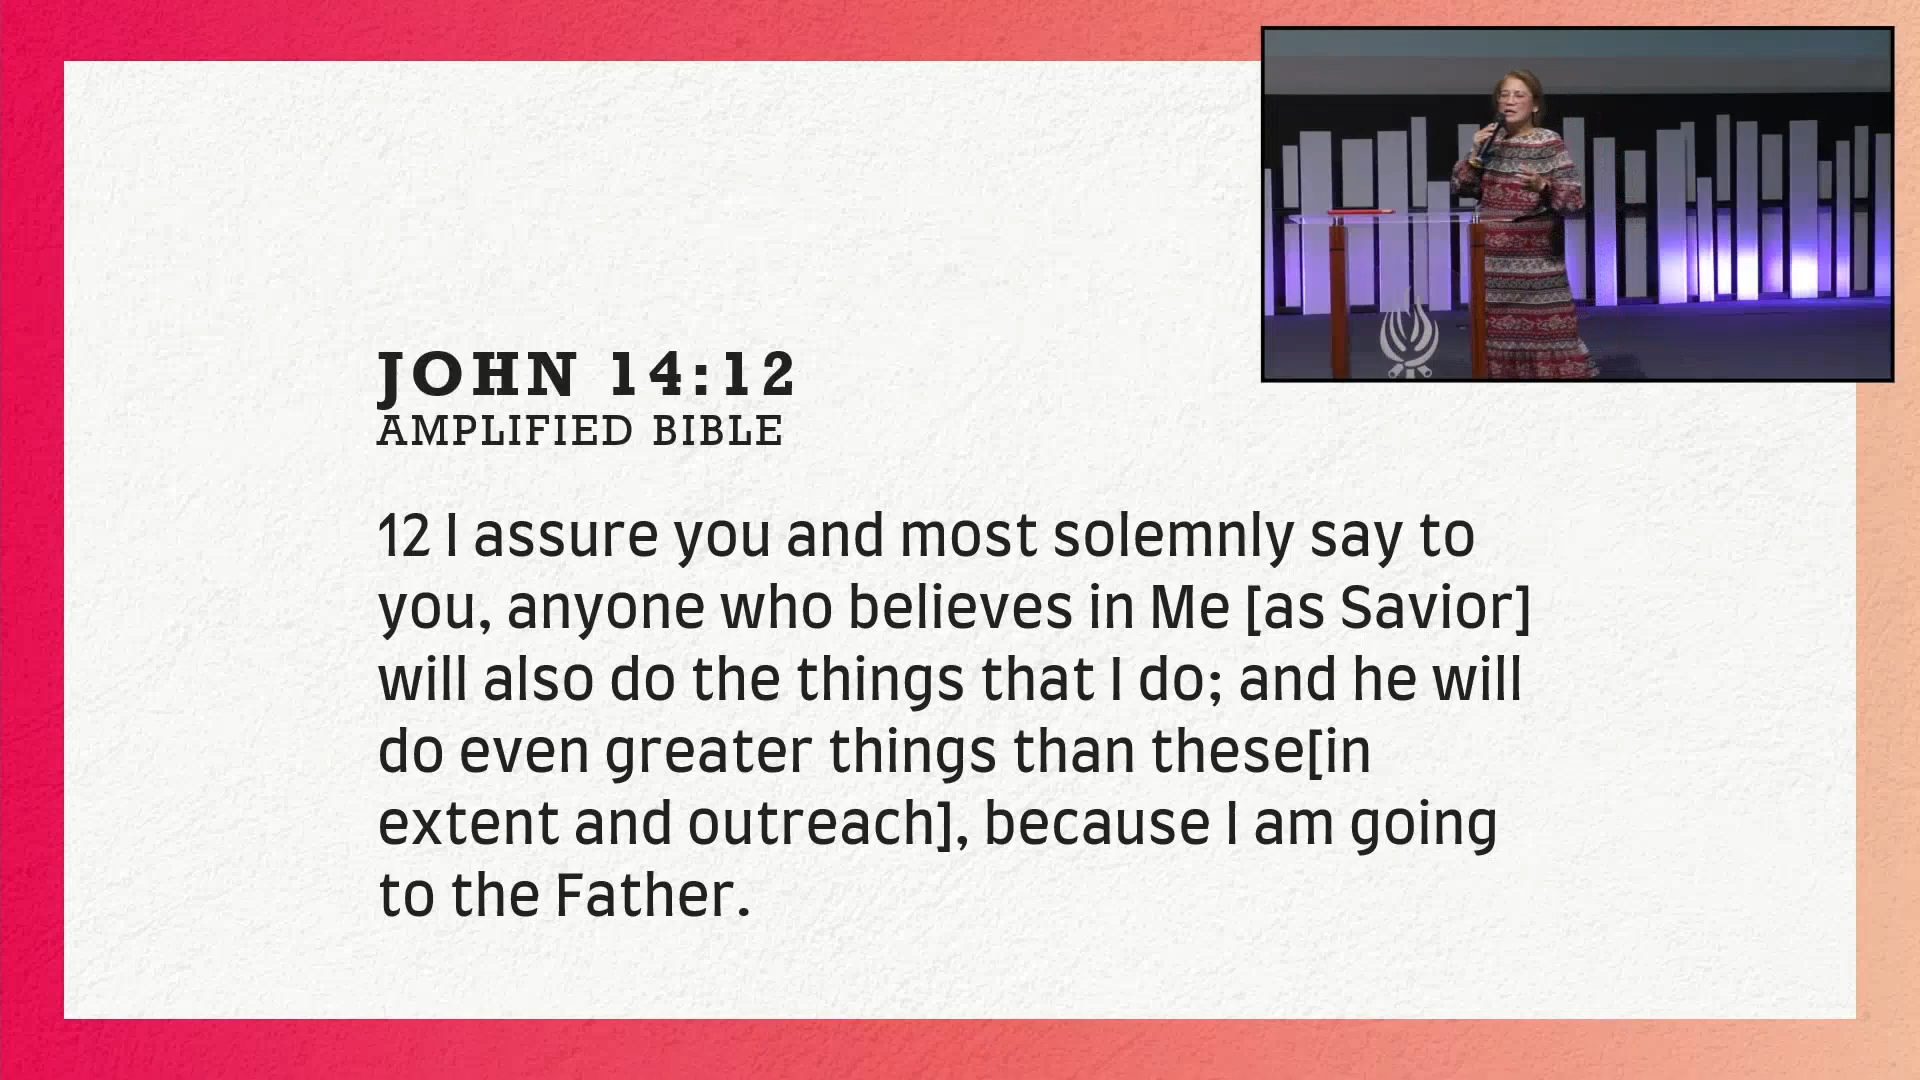 JOHN 14:12
AMPLIFIED BIBLE
12 I assure you and most solemnly say to
you, anyone who believes in Me [as Savior]
will also do the things that I do; and he will
do even greater things than these[in
extent and outreach], because I am going
to the Father.